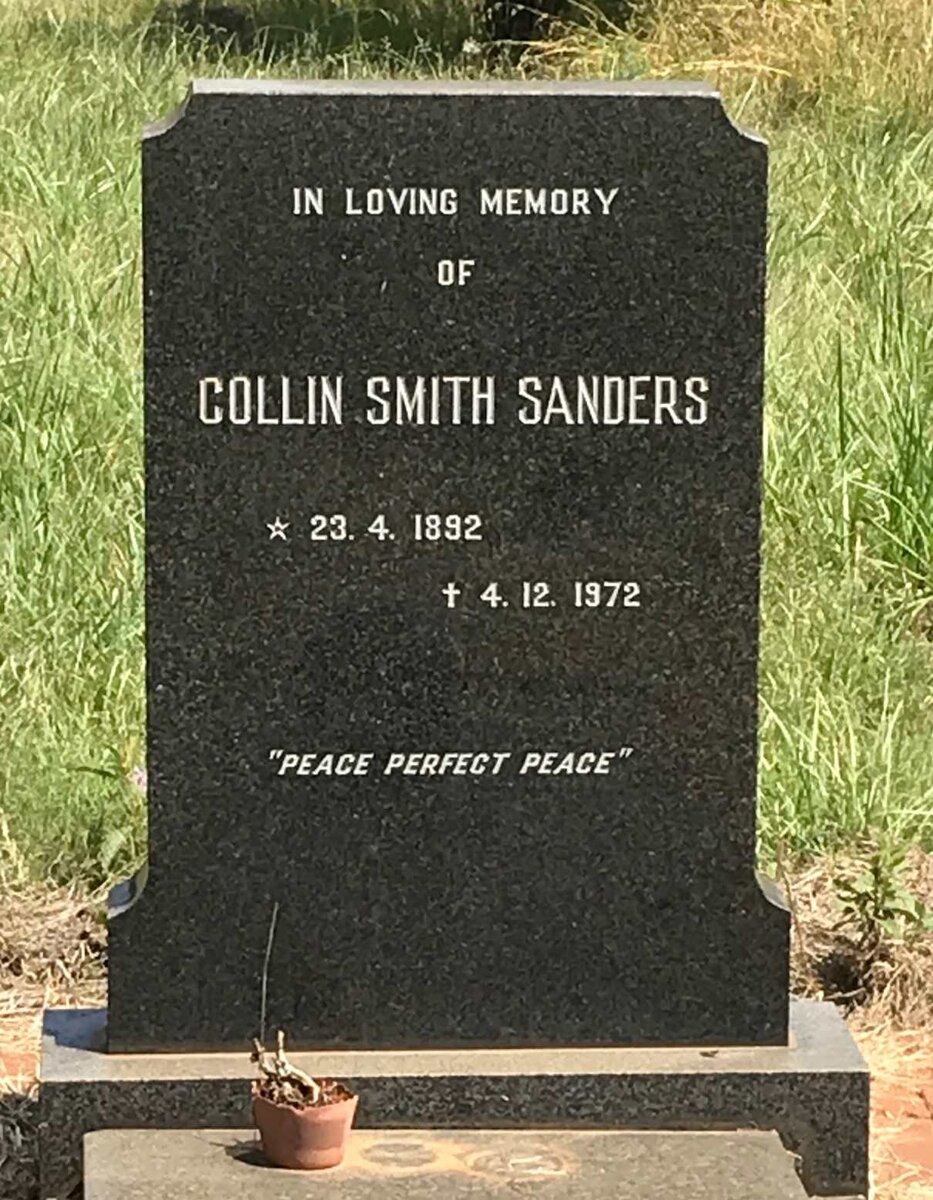 IN LOVING MEMORY
OF
COLLIN SMITH SANDERS
☆ 23. 4. 1892
✝ 4. 12. 1972
"PEACE PERFECT PEACE"